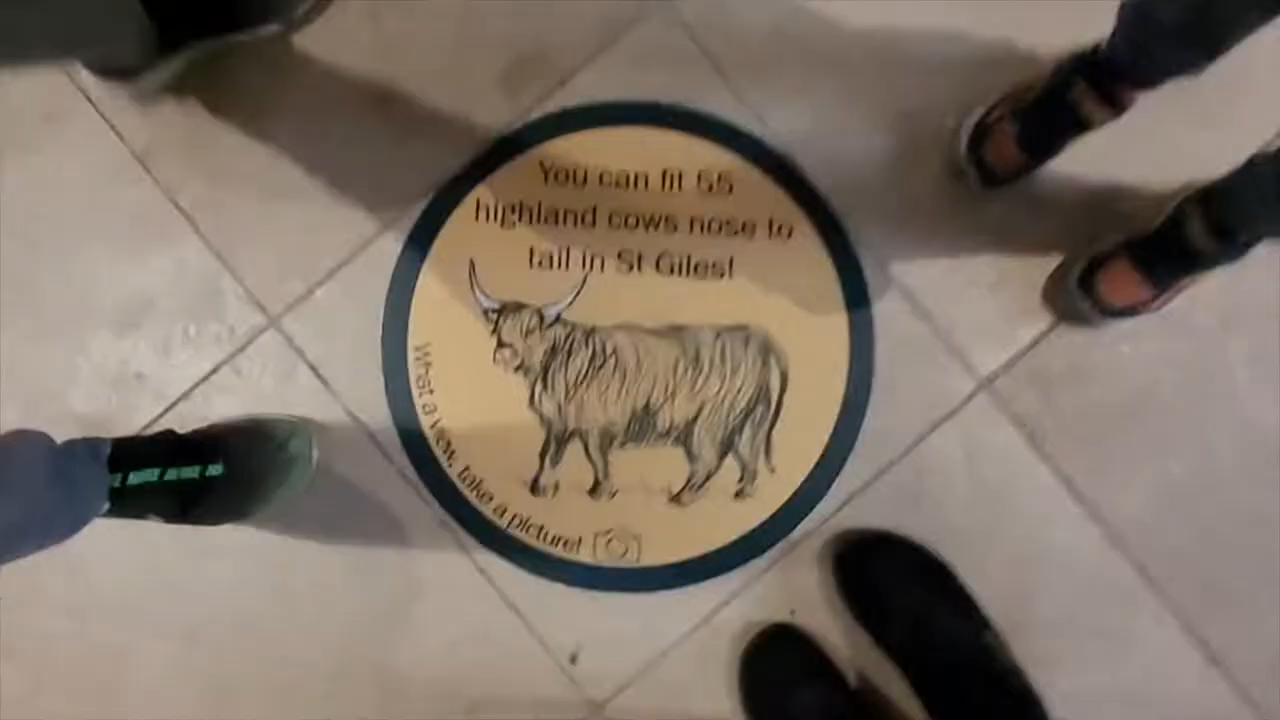 You can fit 55
highland cows nose to
tail in St Giles!
What a view, take a picture!